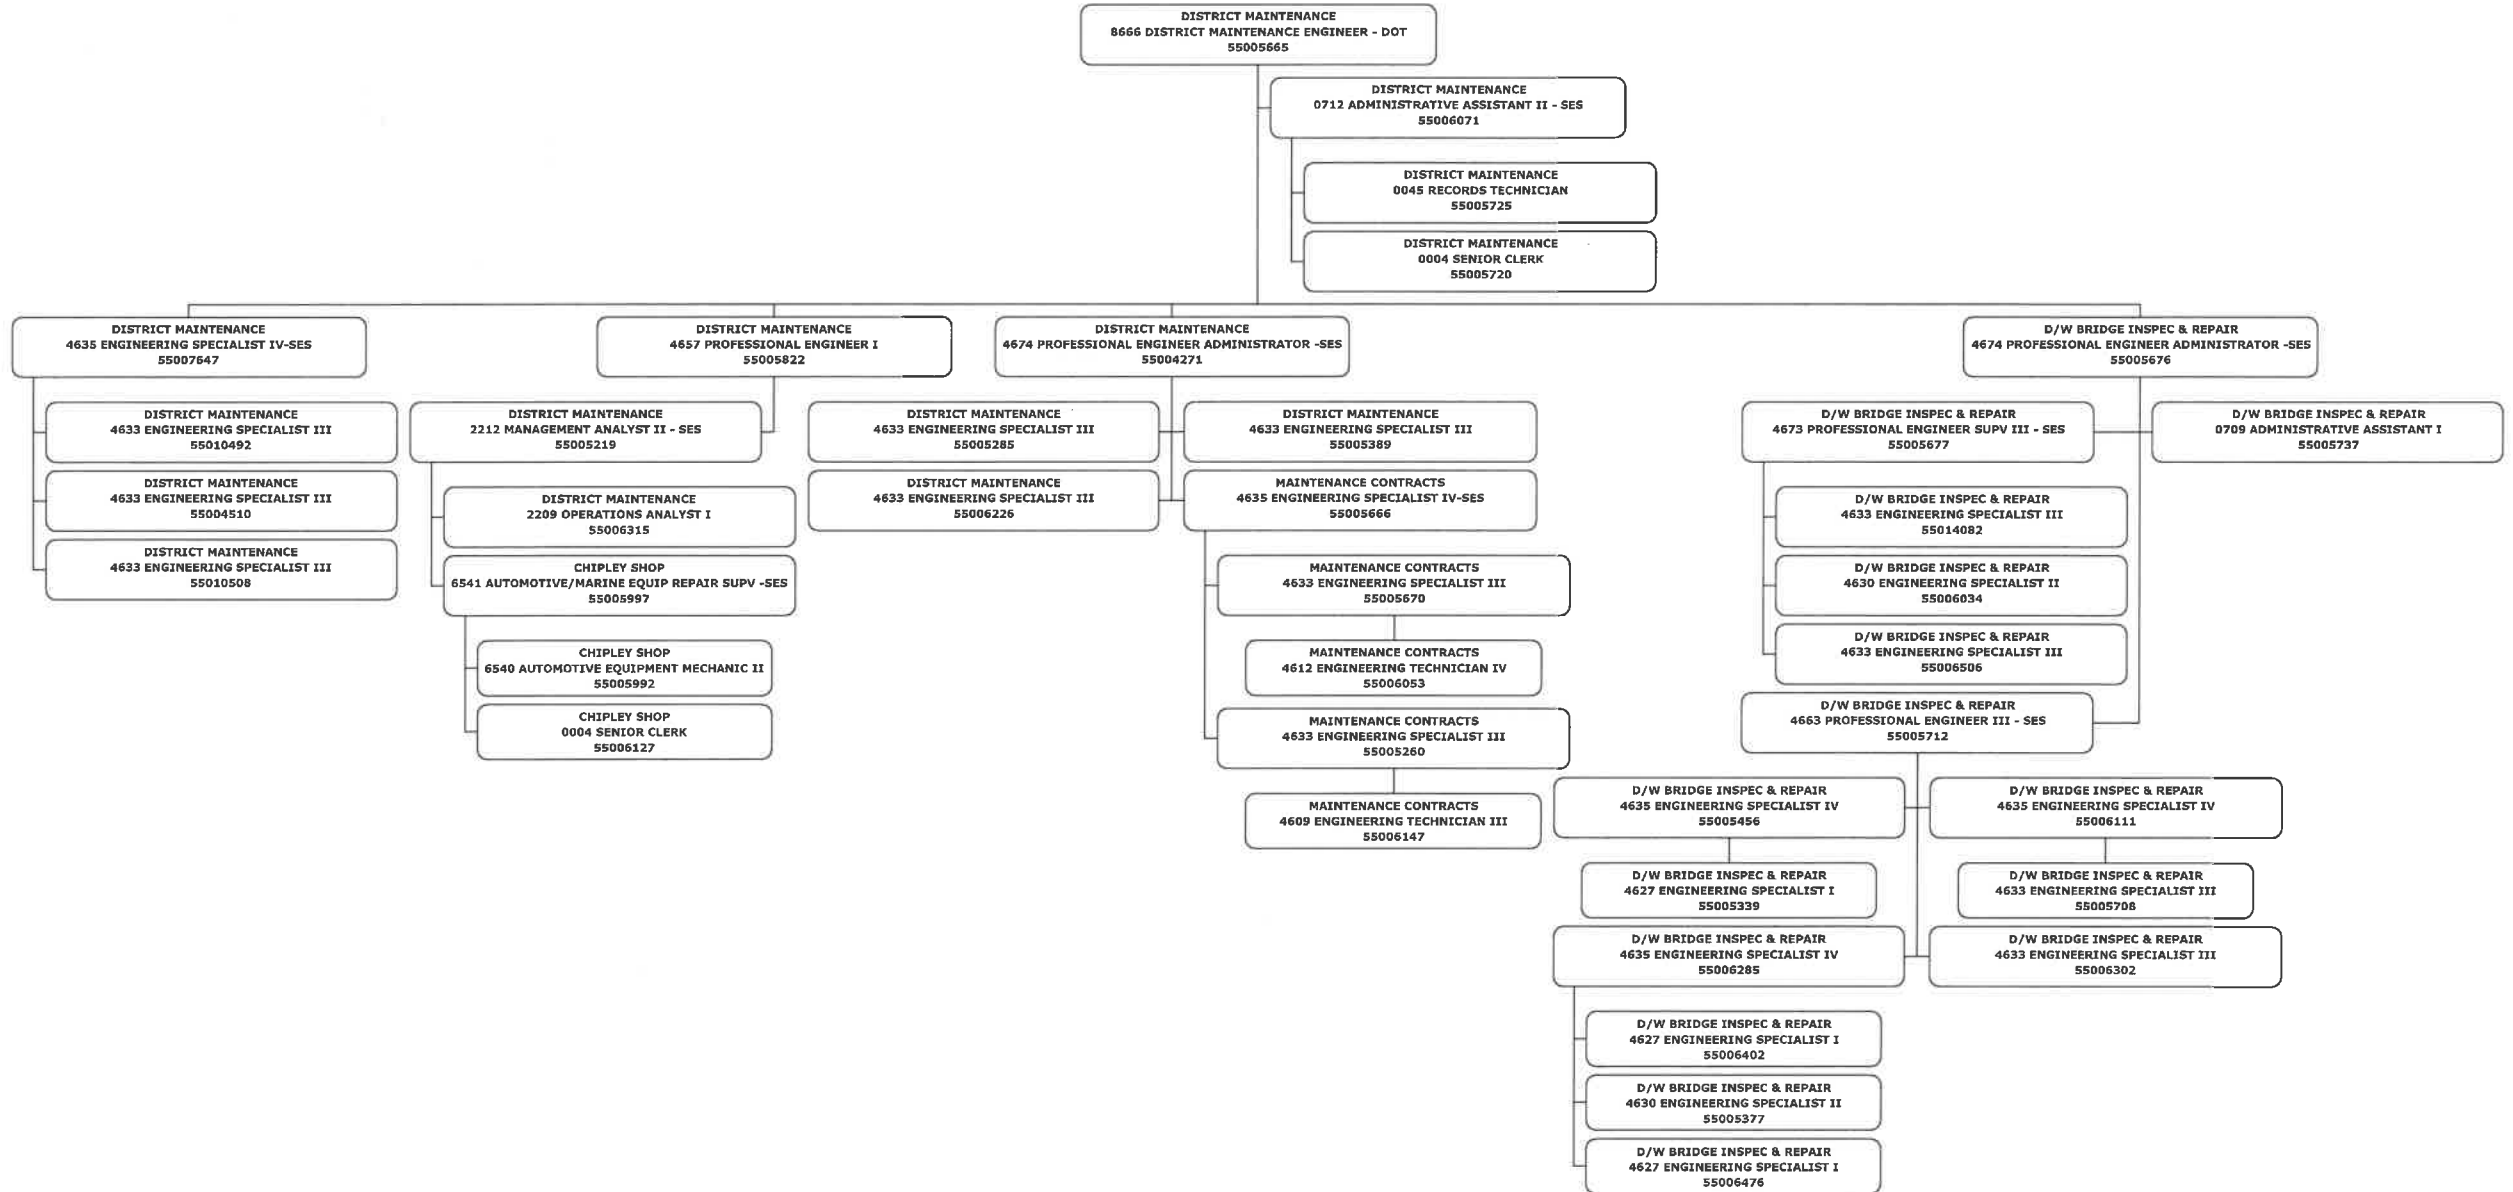 DISTRICT MAINTENANCE
8666 DISTRICT MAINTENANCE ENGINEER - DOT
55005665
DISTRICT MAINTENANCE
0712 ADMINISTRATIVE ASSISTANT II - SES
55006071
DISTRICT MAINTENANCE
0045 RECORDS TECHNICIAN
55005725
DISTRICT MAINTENANCE
0004 SENIOR CLERK
55005720
DISTRICT MAINTENANCE
4635 ENGINEERING SPECIALIST IV-SES
55007647
DISTRICT MAINTENANCE
4633 ENGINEERING SPECIALIST III
55010492
DISTRICT MAINTENANCE
4633 ENGINEERING SPECIALIST III
55004510
DISTRICT MAINTENANCE
4633 ENGINEERING SPECIALIST III
55010508
DISTRICT MAINTENANCE
4657 PROFESSIONAL ENGINEER I
55005822
DISTRICT MAINTENANCE
2212 MANAGEMENT ANALYST II - SES
55005219
DISTRICT MAINTENANCE
2209 OPERATIONS ANALYST I
55006315
CHIPLEY SHOP
6541 AUTOMOTIVE/MARINE EQUIP REPAIR SUPV -SES
55005997
CHIPLEY SHOP
6540 AUTOMOTIVE EQUIPMENT MECHANIC II
55005992
CHIPLEY SHOP
0004 SENIOR CLERK
55006127
DISTRICT MAINTENANCE
4674 PROFESSIONAL ENGINEER ADMINISTRATOR -SES
55004271
DISTRICT MAINTENANCE
4633 ENGINEERING SPECIALIST III
55005285
DISTRICT MAINTENANCE
4633 ENGINEERING SPECIALIST III
55005389
DISTRICT MAINTENANCE
4633 ENGINEERING SPECIALIST III
55006226
MAINTENANCE CONTRACTS
4635 ENGINEERING SPECIALIST IV-SES
55005666
MAINTENANCE CONTRACTS
4633 ENGINEERING SPECIALIST III
55005670
MAINTENANCE CONTRACTS
4612 ENGINEERING TECHNICIAN IV
55006053
MAINTENANCE CONTRACTS
4633 ENGINEERING SPECIALIST III
55005260
MAINTENANCE CONTRACTS
4609 ENGINEERING TECHNICIAN III
55006147
D/W BRIDGE INSPEC & REPAIR
4674 PROFESSIONAL ENGINEER ADMINISTRATOR -SES
55005676
D/W BRIDGE INSPEC & REPAIR
4673 PROFESSIONAL ENGINEER SUPV III - SES
55005677
D/W BRIDGE INSPEC & REPAIR
0709 ADMINISTRATIVE ASSISTANT I
55005737
D/W BRIDGE INSPEC & REPAIR
4633 ENGINEERING SPECIALIST III
55014082
D/W BRIDGE INSPEC & REPAIR
4630 ENGINEERING SPECIALIST II
55006034
D/W BRIDGE INSPEC & REPAIR
4633 ENGINEERING SPECIALIST III
55006506
D/W BRIDGE INSPEC & REPAIR
4663 PROFESSIONAL ENGINEER III - SES
55005712
D/W BRIDGE INSPEC & REPAIR
4635 ENGINEERING SPECIALIST IV
55005456
D/W BRIDGE INSPEC & REPAIR
4635 ENGINEERING SPECIALIST IV
55006111
D/W BRIDGE INSPEC & REPAIR
4627 ENGINEERING SPECIALIST I
55005339
D/W BRIDGE INSPEC & REPAIR
4633 ENGINEERING SPECIALIST III
55005708
D/W BRIDGE INSPEC & REPAIR
4635 ENGINEERING SPECIALIST IV
55006285
D/W BRIDGE INSPEC & REPAIR
4633 ENGINEERING SPECIALIST III
55006302
D/W BRIDGE INSPEC & REPAIR
4627 ENGINEERING SPECIALIST I
55006402
D/W BRIDGE INSPEC & REPAIR
4630 ENGINEERING SPECIALIST II
55005377
D/W BRIDGE INSPEC & REPAIR
4627 ENGINEERING SPECIALIST I
55006476